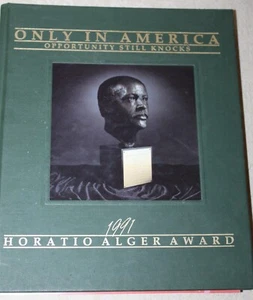 ONLY IN AMERICA
OPPORTUNITY STILL KNOCKS
1991
HORATIO ALGER AWARD